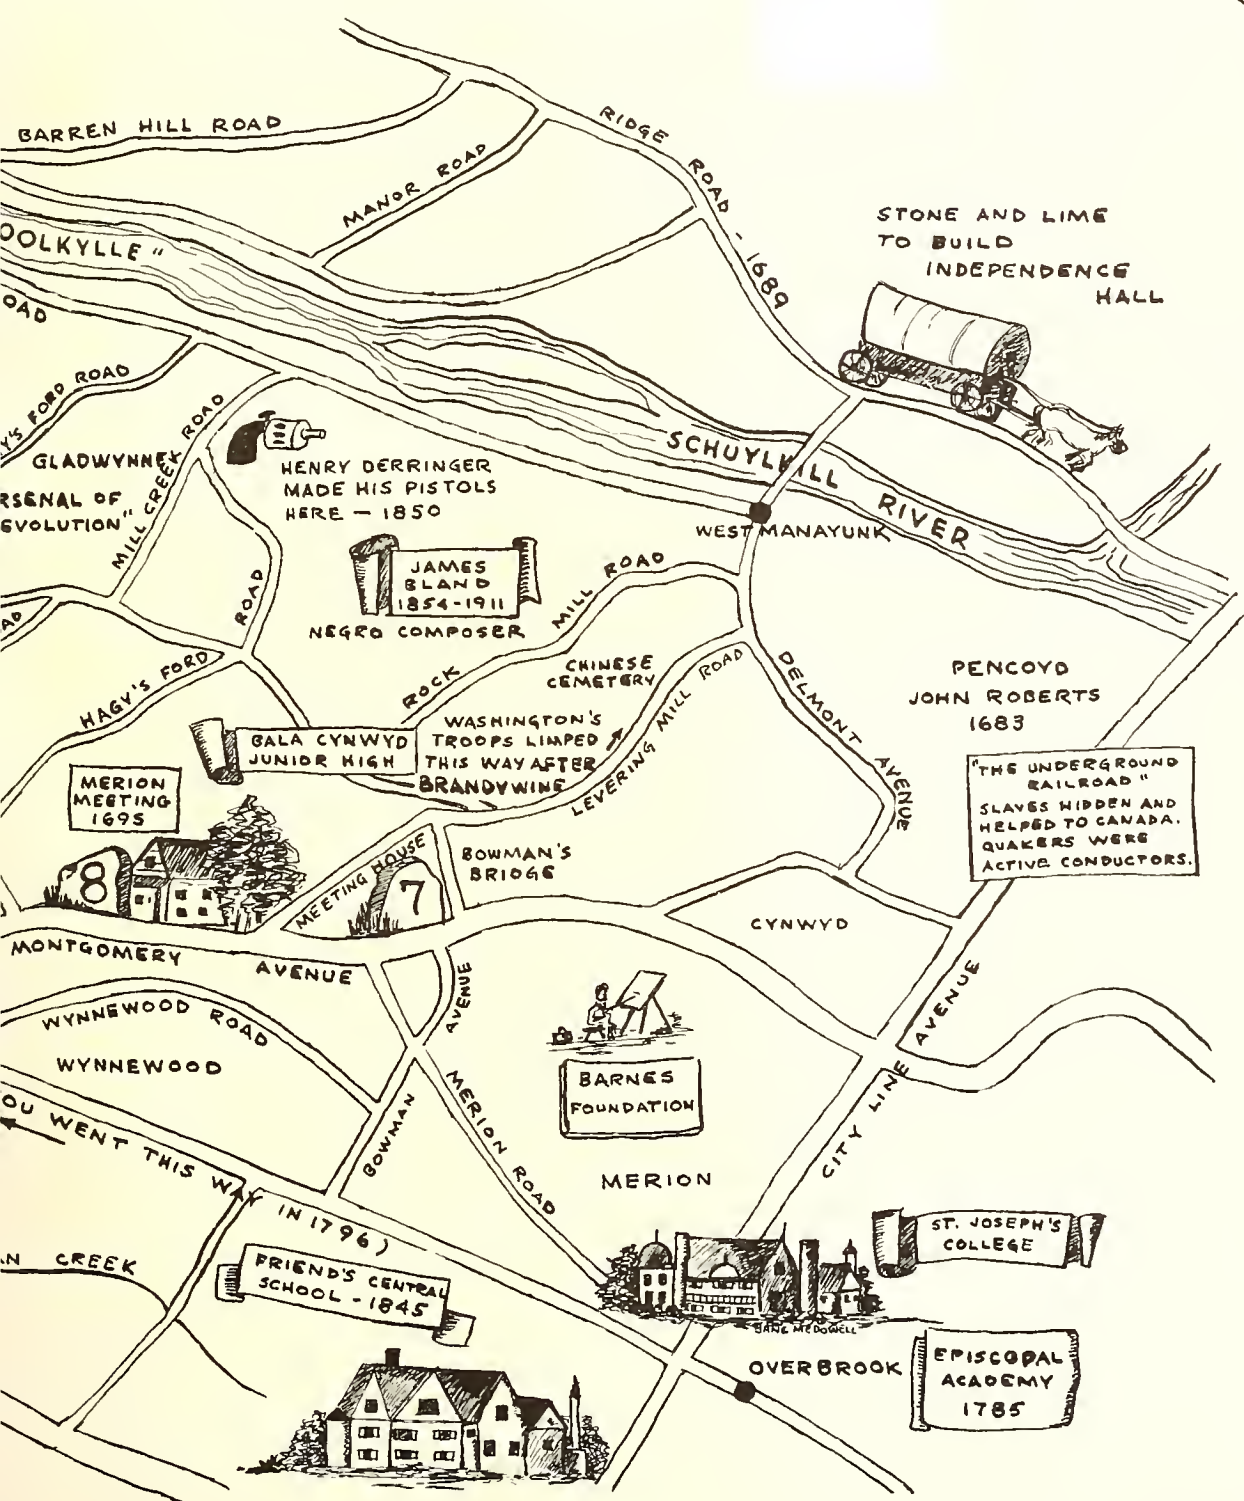 BARREN HILL ROAD
MANOR ROAD
RIDGE ROAD - 1689
STONE AND LIME
TO BUILD
INDEPENDENCE
HALL
OOLKYLLE"
OAD
Y'S FORD ROAD
GLADWYNNE
RSENAL OF
EVOLUTION"
MILL CREEK ROAD
HENRY DERRINGER
MADE HIS PISTOLS
HERE — 1850
SCHUYLKILL RIVER
WEST MANAYUNK
JAMES
BLAND
1854-1911
NEGRO COMPOSER
ROAD
AD
HAGY'S FORD
ROCK MILL ROAD
CHINESE
CEMETERY
LEVERING MILL ROAD
DELMONT AVENUE
PENCOYD
JOHN ROBERTS
1683
"THE UNDERGROUND
RAILROAD"
SLAVES HIDDEN AND
HELPED TO CANADA.
QUAKERS WERE
ACTIVE CONDUCTORS.
BALA CYNWYD
JUNIOR HIGH
WASHINGTON'S
TROOPS LIMPED
THIS WAY AFTER
BRANDYWINE
MERION
MEETING
1695
8
MEETING HOUSE
7
BOWMAN'S
BRIDGE
CYNWYD
MONTGOMERY AVENUE
AVENUE
WYNNEWOOD ROAD
WYNNEWOOD
BARNES
FOUNDATION
CITY LINE AVENUE
MERION ROAD
BOWMAN
MERION
OU WENT THIS WAY IN 1796)
AN CREEK
FRIEND'S CENTRAL
SCHOOL - 1845
ST. JOSEPH'S
COLLEGE
JANE McDOWELL
OVERBROOK
EPISCOPAL
ACADEMY
1785